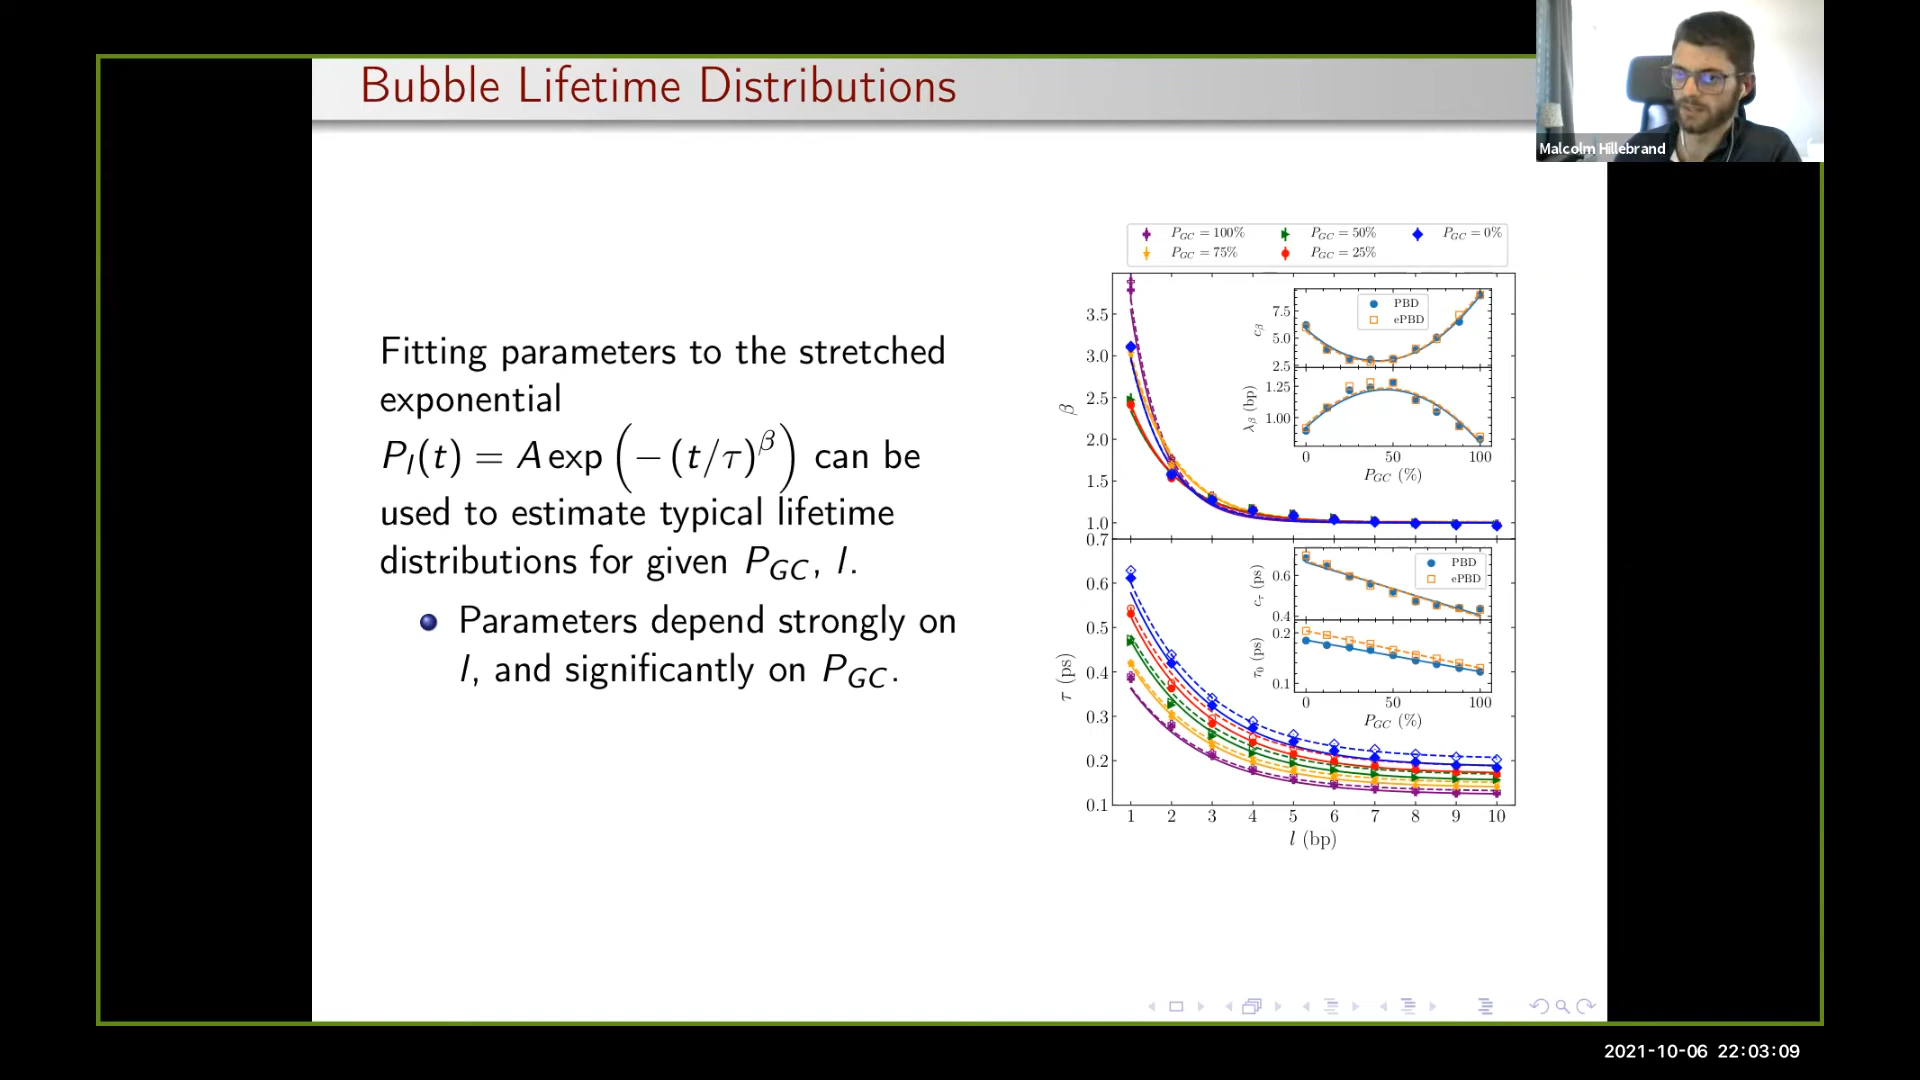 Bubble Lifetime Distributions
Malcolm Hillebrand
Fitting parameters to the stretched
exponential
P_l(t) = A exp (−(t/τ)^β) can be
used to estimate typical lifetime
distributions for given P_GC, l.
Parameters depend strongly on
l, and significantly on P_GC.
P_GC = 100% P_GC = 50% P_GC = 0%
P_GC = 75% P_GC = 25%
β
3.5
3.0
2.5
2.0
1.5
1.0
PBD
ePBD
c_β
7.5
5.0
2.5
λ_β (bp)
1.25
1.00
0 50 100
P_GC (%)
τ (ps)
0.7
0.6
0.5
0.4
0.3
0.2
0.1
PBD
ePBD
c_τ (ps)
0.6
0.4
τ_0 (ps)
0.2
0.1
0 50 100
P_GC (%)
1 2 3 4 5 6 7 8 9 10
l (bp)
2021-10-06 22:03:09